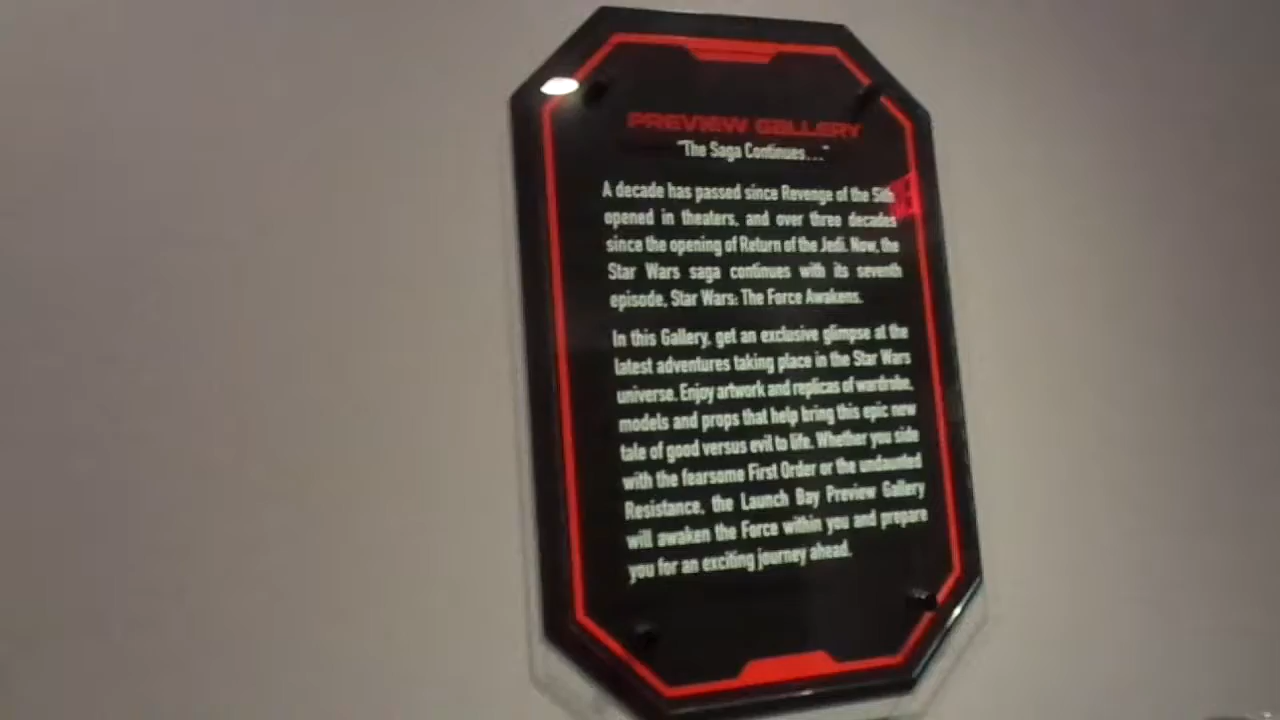 PREVIEW GALLERY
"The Saga Continues..."
A decade has passed since Revenge of the Sith
opened in theaters, and over three decades
since the opening of Return of the Jedi. Now, the
Star Wars saga continues with its seventh
episode, Star Wars: The Force Awakens.
In this Gallery, get an exclusive glimpse at the
latest adventures taking place in the Star Wars
universe. Enjoy artwork and replicas of wardrobe,
models and props that help bring this epic new
tale of good versus evil to life. Whether you side
with the fearsome First Order or the undaunted
Resistance, the Launch Bay Preview Gallery
will awaken the Force within you and prepare
you for an exciting journey ahead.